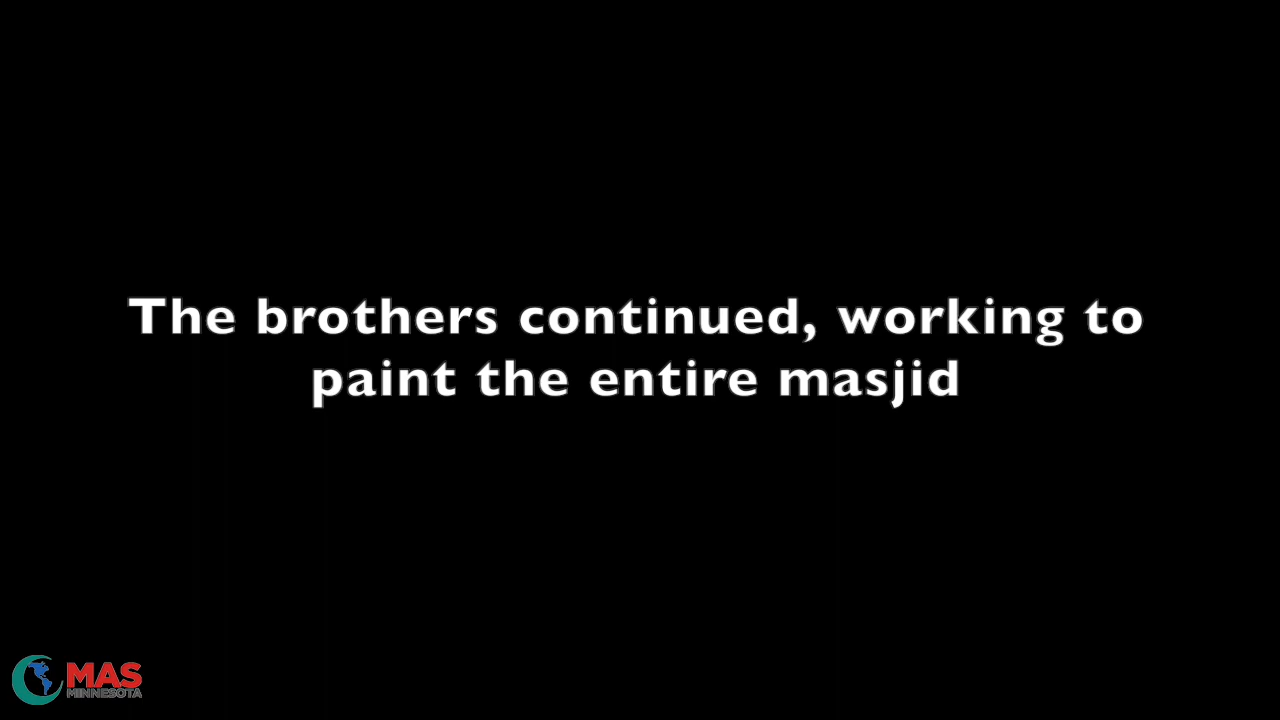 The brothers continued, working to
paint the entire masjid
MAS
MINNESOTA